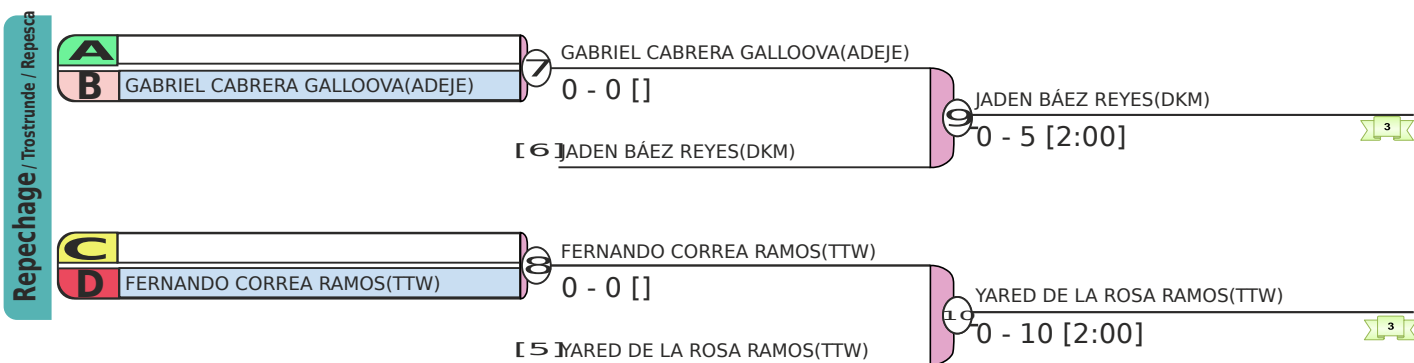 Repechage / Trostrunde / Repesca
A
B GABRIEL CABRERA GALLOOVA(ADEJE)
7 GABRIEL CABRERA GALLOOVA(ADEJE)
0 - 0 []
[6] JADEN BÁEZ REYES(DKM)
9 JADEN BÁEZ REYES(DKM)
0 - 5 [2:00]
3
C
D FERNANDO CORREA RAMOS(TTW)
8 FERNANDO CORREA RAMOS(TTW)
0 - 0 []
[5] YARED DE LA ROSA RAMOS(TTW)
10 YARED DE LA ROSA RAMOS(TTW)
0 - 10 [2:00]
3